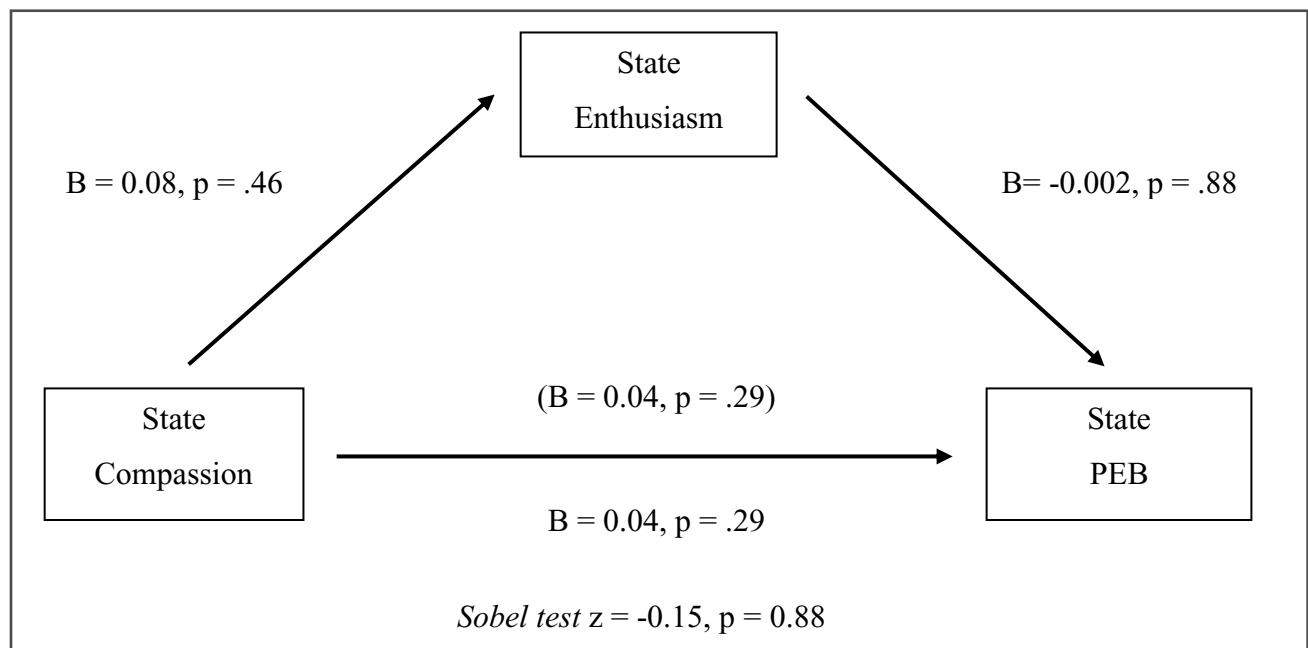 State
Enthusiasm
B = 0.08, p = .46
B= -0.002, p = .88
(B = 0.04, p = .29)
State
Compassion
State
PEB
B = 0.04, p = .29
Sobel test z = -0.15, p = 0.88